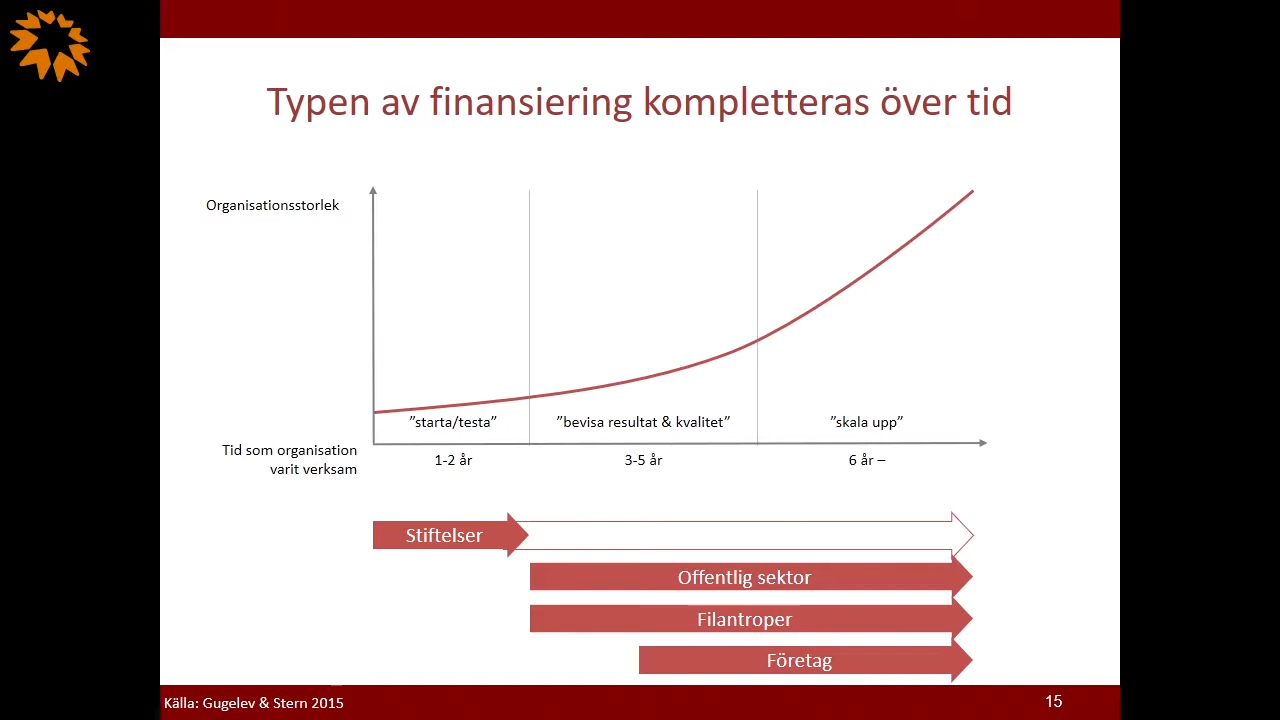 Typen av finansiering kompletteras över tid
Organisationsstorlek
”starta/testa”
”bevisa resultat & kvalitet”
”skala upp”
Tid som organisation
varit verksam
1-2 år
3-5 år
6 år –
Stiftelser
Offentlig sektor
Filantroper
Företag
Källa: Gugelev & Stern 2015
15